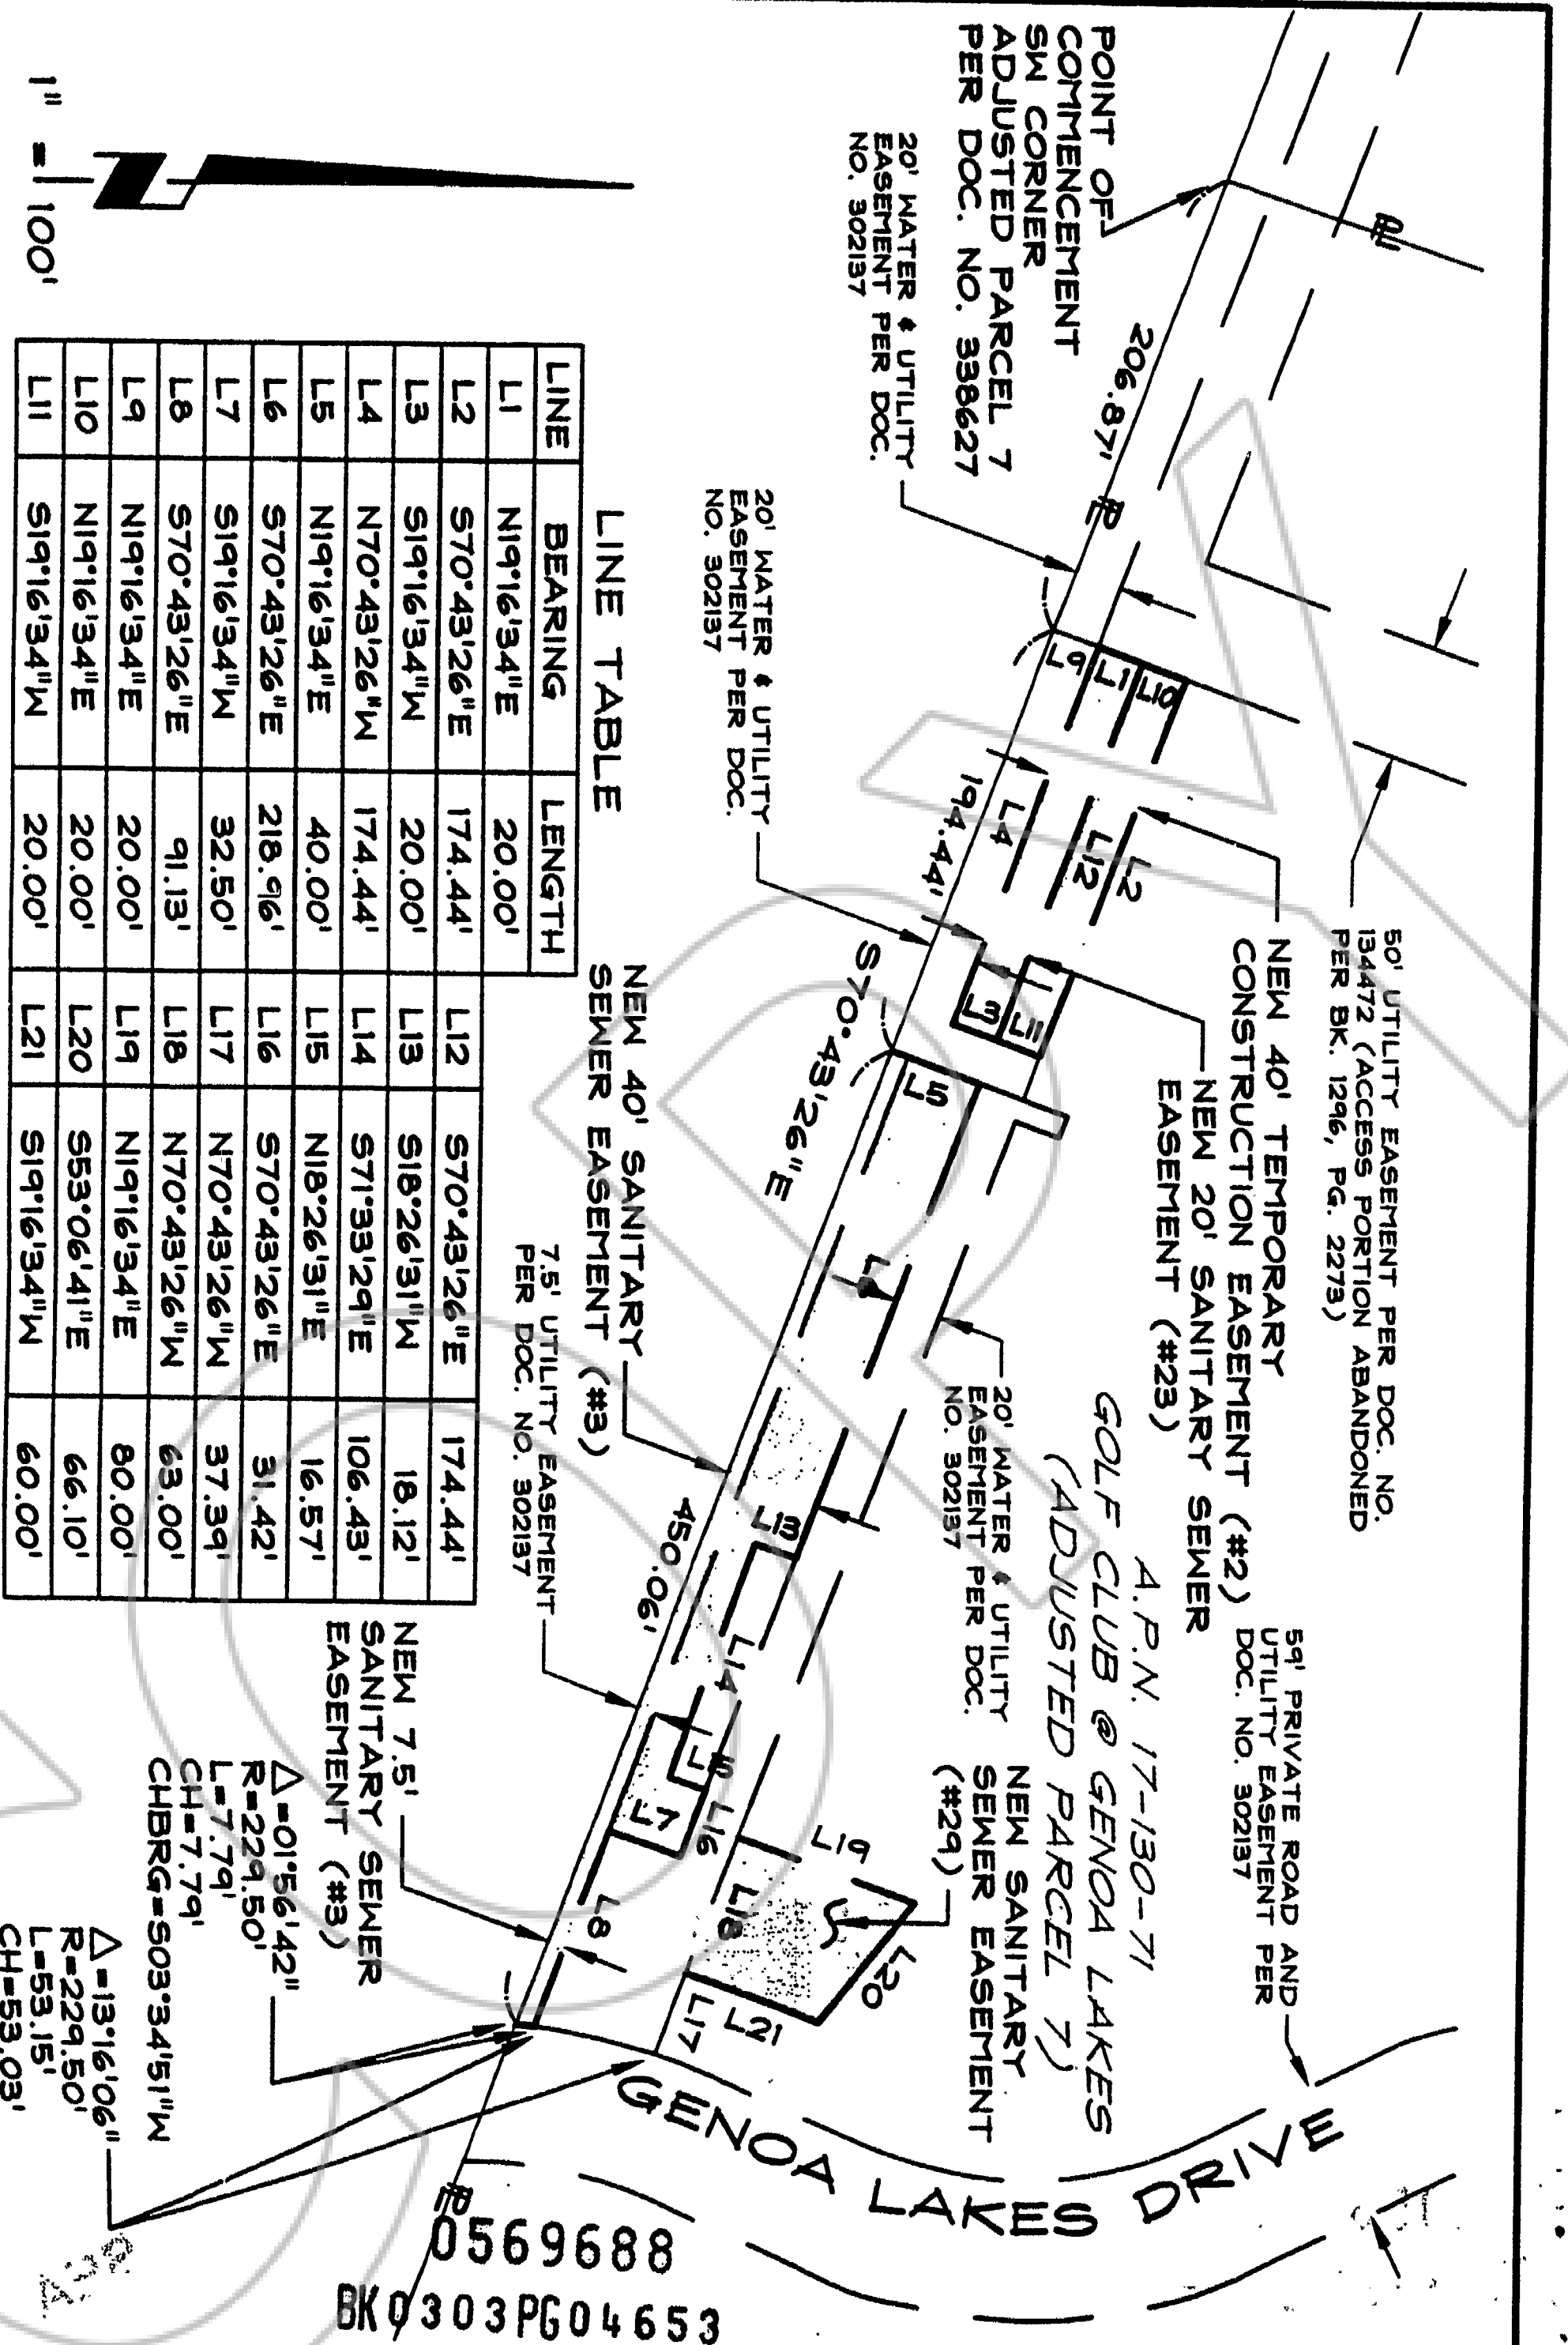 POINT OF
COMMENCEMENT
SW CORNER
ADJUSTED PARCEL 7
PER DOC. NO. 338627
20' WATER & UTILITY
EASEMENT PER DOC.
NO. 302137
206.87'
20' WATER & UTILITY
EASEMENT PER DOC.
NO. 302137
50' UTILITY EASEMENT PER DOC. NO.
134472 (ACCESS PORTION ABANDONED
PER BK. 1296, PG. 2273)
NEW 40' TEMPORARY
CONSTRUCTION EASEMENT (#2)
NEW 20' SANITARY SEWER
EASEMENT (#23)
L9
L1
L10
L4
L12
L2
194.44'
L3
L11
L5
S70°43'26"E
A.P.N. 17-130-71
GOLF CLUB @ GENOA LAKES
(ADJUSTED PARCEL 7)
59' PRIVATE ROAD AND
UTILITY EASEMENT PER
DOC. NO. 302137
20' WATER & UTILITY
EASEMENT PER DOC.
NO. 302137
NEW SANITARY
SEWER EASEMENT
(#29)
NEW 40' SANITARY
SEWER EASEMENT (#3)
7.5' UTILITY EASEMENT
PER DOC. NO. 302137
L13
450.06'
L14
L7
L16
L8
L19
L18
L20
L21
L17
GENOA LAKES DRIVE
NEW 7.5'
SANITARY SEWER
EASEMENT (#3)
Δ=01°56'42"
R=229.50'
L=7.79'
CH=7.79'
CHBRG=S03°34'51"W
Δ=13°16'06"
R=229.50'
L=53.15'
CH=53.03'
1" = 100'
LINE TABLE
LINE BEARING LENGTH
L1 N19°16'34"E 20.00'
L2 S70°43'26"E 174.44' L12 S70°43'26"E 174.44'
L3 S19°16'34"W 20.00' L13 S18°26'31"W 18.12'
L4 N70°43'26"W 174.44' L14 S71°33'29"E 106.43'
L5 N19°16'34"E 40.00' L15 N18°26'31"E 16.57'
L6 S70°43'26"E 218.96' L16 S70°43'26"E 31.42'
L7 S19°16'34"W 32.50' L17 N70°43'26"W 37.39'
L8 S70°43'26"E 91.13' L18 N70°43'26"W 63.00'
L9 N19°16'34"E 20.00' L19 N19°16'34"E 80.00'
L10 N19°16'34"E 20.00' L20 S53°06'41"E 66.10'
L11 S19°16'34"W 20.00' L21 S19°16'34"W 60.00'
0569688
BK0303PG04653